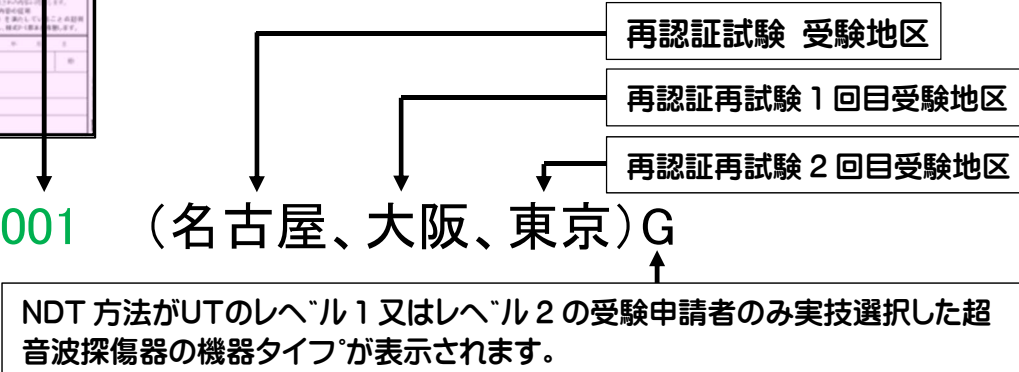 再認証試験 受験地区
再認証再試験1回目受験地区
再認証再試験2回目受験地区
001 (名古屋、大阪、東京)G
NDT 方法がUTのレベル1又はレベル2の受験申請者のみ実技選択した超
音波探傷器の機器タイプが表示されます。